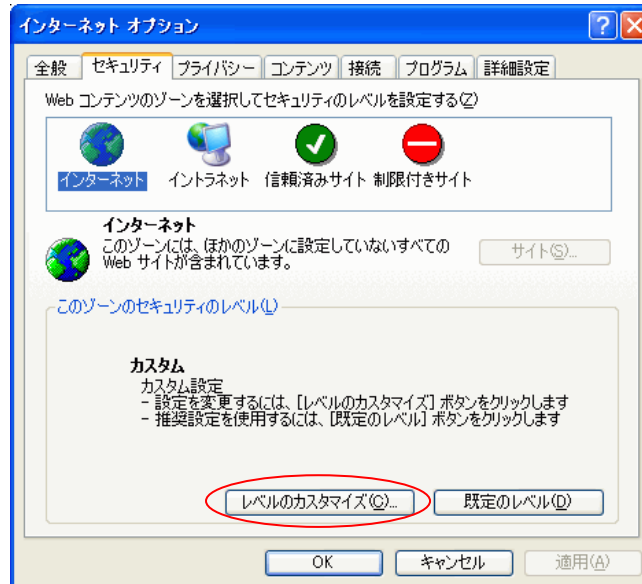 インターネット オプション
全般 セキュリティ プライバシー コンテンツ 接続 プログラム 詳細設定
Web コンテンツのゾーンを選択してセキュリティのレベルを設定する(Z)
インターネット イントラネット 信頼済みサイト 制限付きサイト
インターネット
このゾーンには、ほかのゾーンに設定していないすべての
Web サイトが含まれています。
サイト(S)...
このゾーンのセキュリティのレベル(L)
カスタム
カスタム設定
- 設定を変更するには、[レベルのカスタマイズ] ボタンをクリックします
- 推奨設定を使用するには、[既定のレベル] ボタンをクリックします
レベルのカスタマイズ(C)... 既定のレベル(D)
OK キャンセル 適用(A)